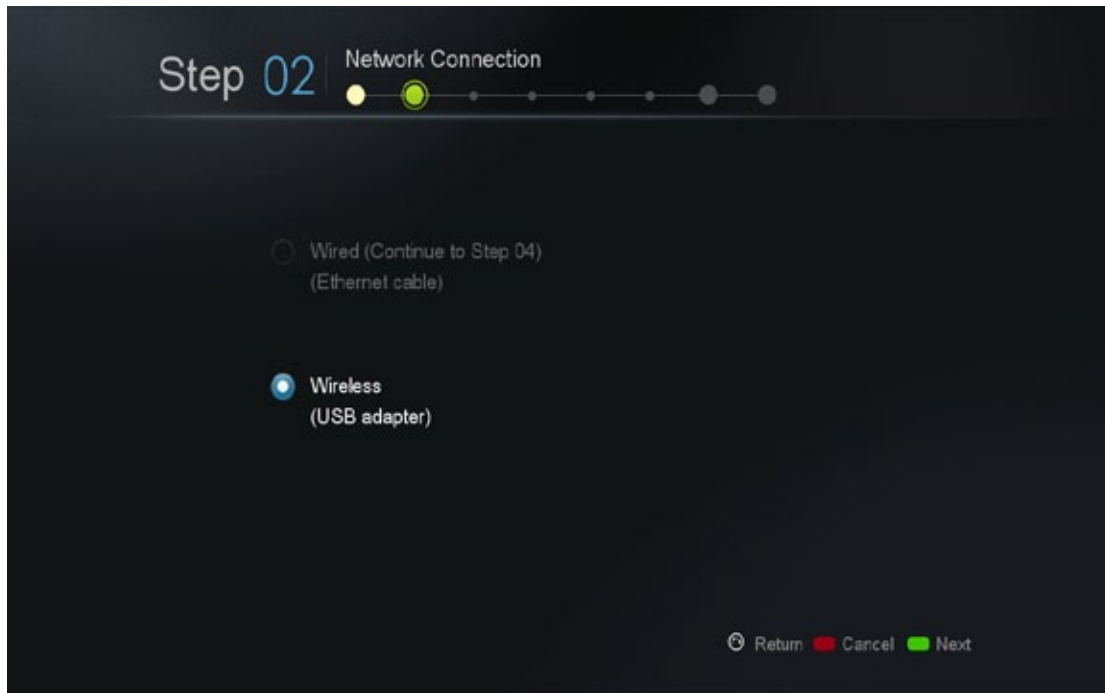 Step 02
Network Connection
Wired (Continue to Step 04)
(Ethernet cable)
Wireless
(USB adapter)
Return Cancel Next